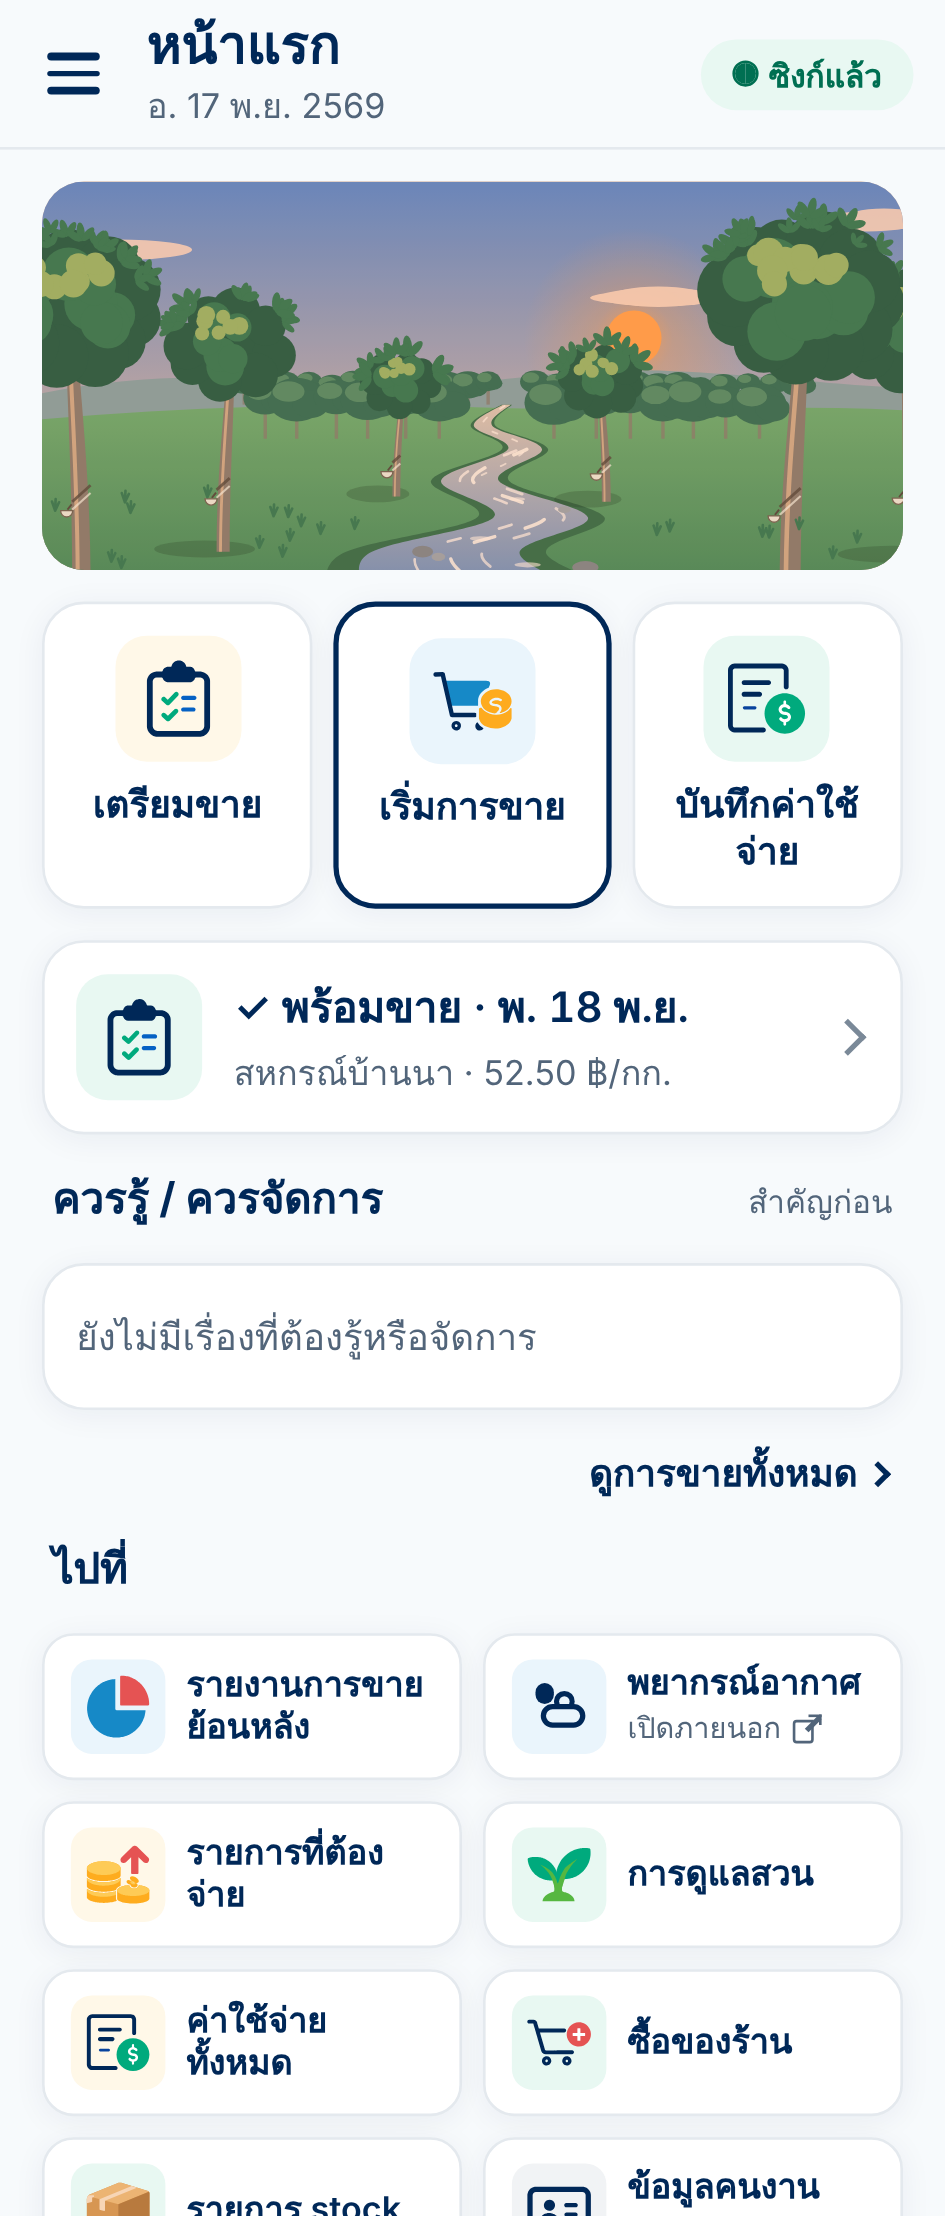 หน้าแรก
อ. 17 พ.ย. 2569
ซิงก์แล้ว
เตรียมขาย
เริ่มการขาย
บันทึกค่าใช้
จ่าย
✓ พร้อมขาย · พ. 18 พ.ย.
สหกรณ์บ้านนา · 52.50 ฿/กก.
ควรรู้ / ควรจัดการ
สำคัญก่อน
ยังไม่มีเรื่องที่ต้องรู้หรือจัดการ
ดูการขายทั้งหมด
ไปที่
รายงานการขาย
ย้อนหลัง
พยากรณ์อากาศ
เปิดภายนอก
รายการที่ต้อง
จ่าย
การดูแลสวน
ค่าใช้จ่าย
ทั้งหมด
ซื้อของร้าน
รายการ stock
ข้อมูลคนงาน